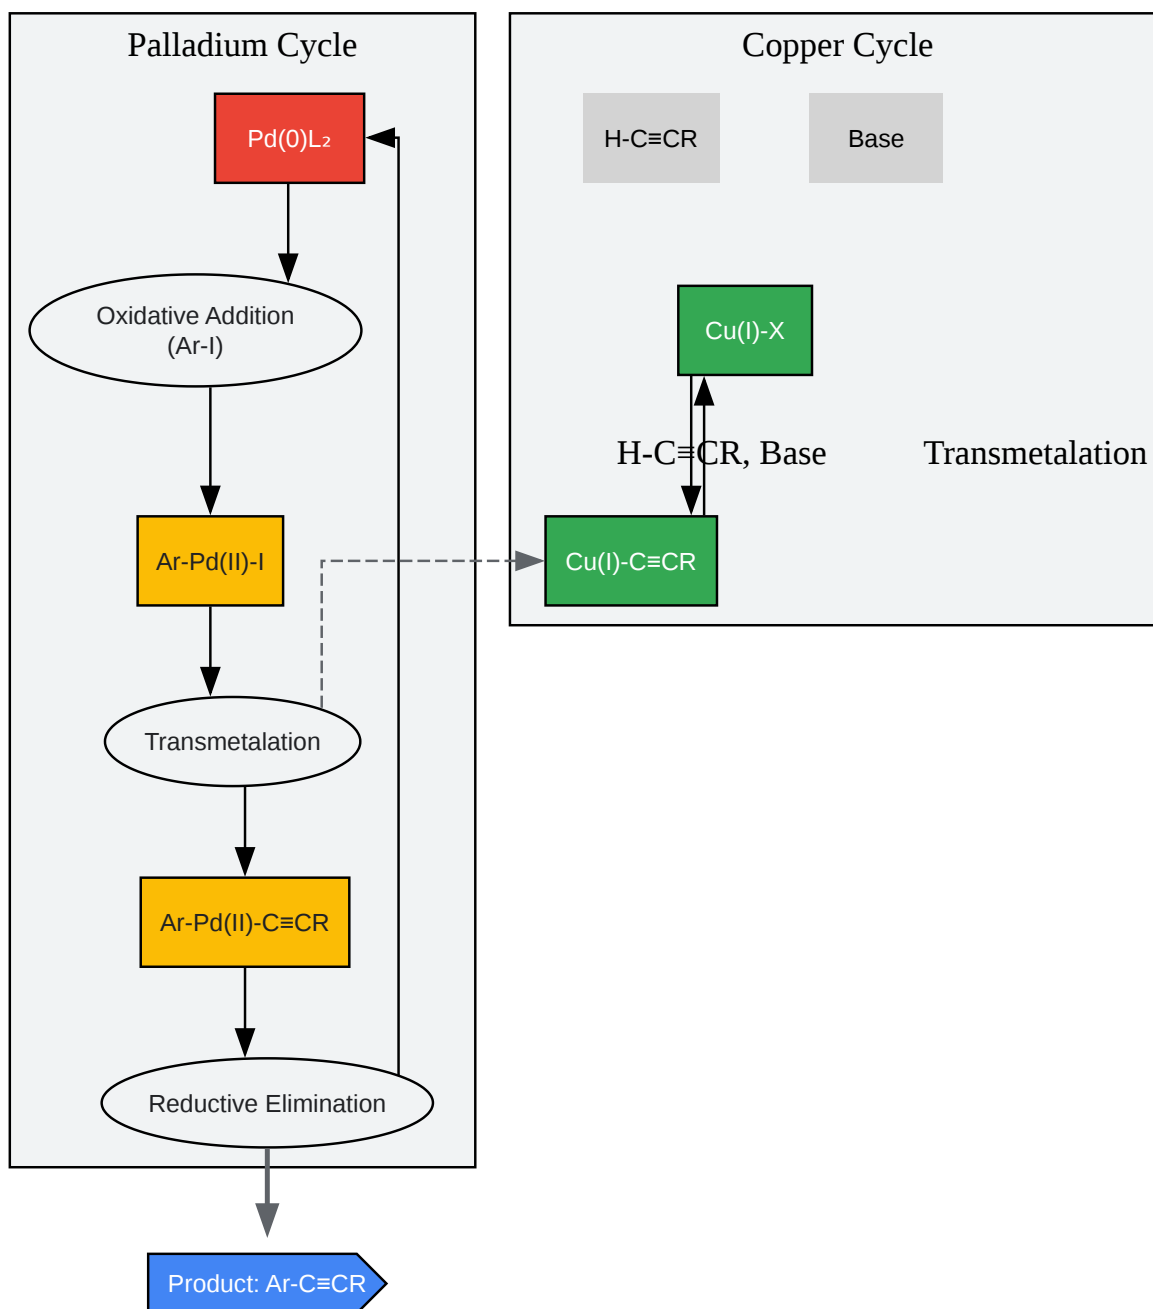 Palladium Cycle
Pd(0)L₂
Oxidative Addition
(Ar-I)
Ar-Pd(II)-I
Transmetalation
Ar-Pd(II)-C≡CR
Reductive Elimination
Product: Ar-C≡CR
Copper Cycle
H-C≡CR
Base
Cu(I)-X
H-C≡CR, Base
Transmetalation
Cu(I)-C≡CR